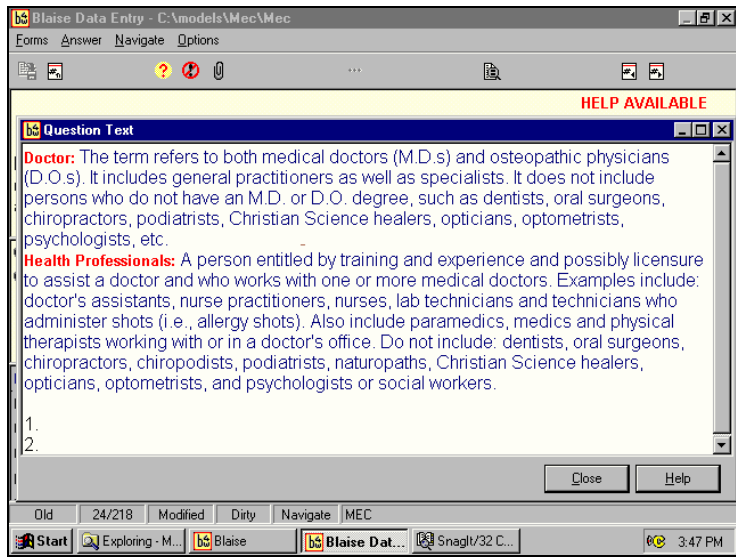 Blaise Data Entry - C:\models\Mec\Mec
Forms Answer Navigate Options
HELP AVAILABLE
Question Text
Doctor: The term refers to both medical doctors (M.D.s) and osteopathic physicians
(D.O.s). It includes general practitioners as well as specialists. It does not include
persons who do not have an M.D. or D.O. degree, such as dentists, oral surgeons,
chiropractors, podiatrists, Christian Science healers, opticians, optometrists,
psychologists, etc.
Health Professionals: A person entitled by training and experience and possibly licensure
to assist a doctor and who works with one or more medical doctors. Examples include:
doctor's assistants, nurse practitioners, nurses, lab technicians and technicians who
administer shots (i.e., allergy shots). Also include paramedics, medics and physical
therapists working with or in a doctor's office. Do not include: dentists, oral surgeons,
chiropractors, chiropodists, podiatrists, naturopaths, Christian Science healers,
opticians, optometrists, and psychologists or social workers.
1.
2.
Close Help
Old 24/218 Modified Dirty Navigate MEC
Start Exploring - M... Blaise Blaise Dat... SnagIt/32 C... 3:47 PM